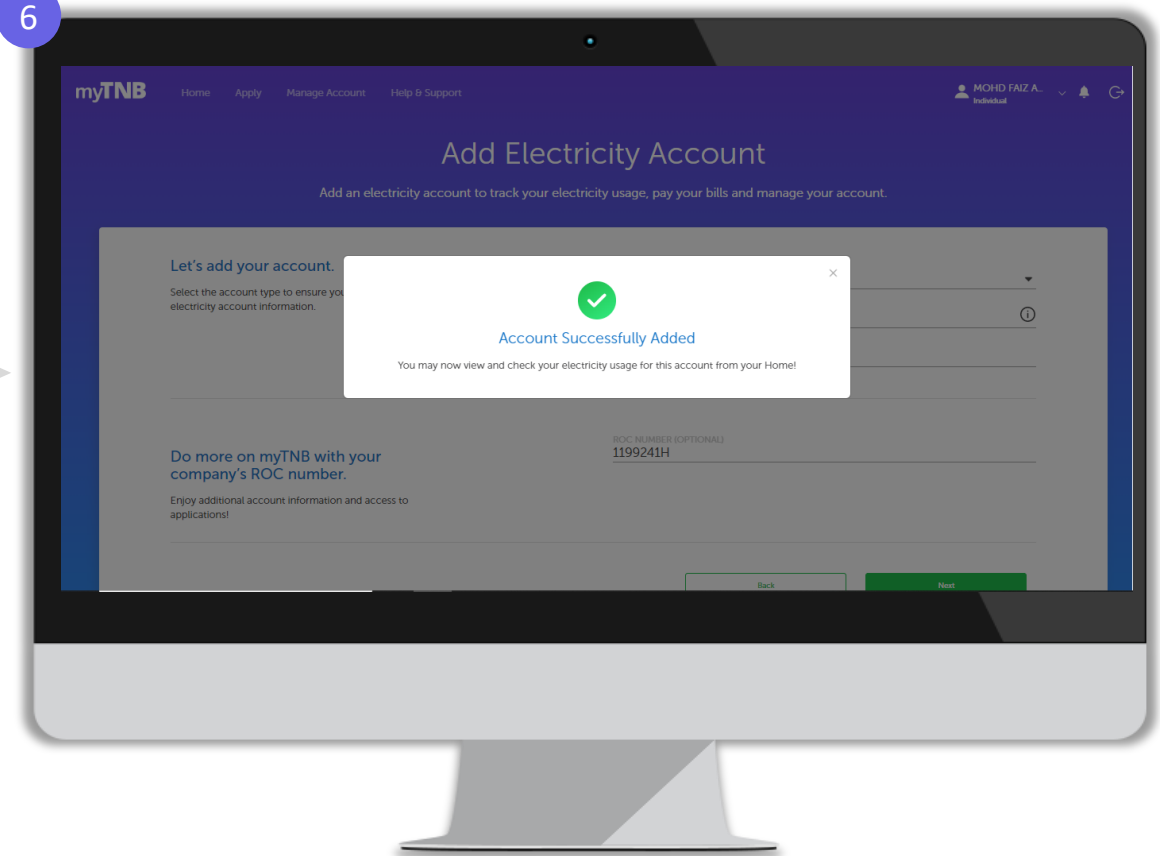 6
myTNB
Home Apply Manage Account Help & Support
MOHD FAIZ A..
Individual
Add Electricity Account
Add an electricity account to track your electricity usage, pay your bills and manage your account.
Let's add your account.
Select the account type to ensure you
electricity account information.
Account Successfully Added
You may now view and check your electricity usage for this account from your Home!
Do more on myTNB with your
company's ROC number.
Enjoy additional account information and access to
applications!
ROC NUMBER (OPTIONAL)
1199241H
Back
Next